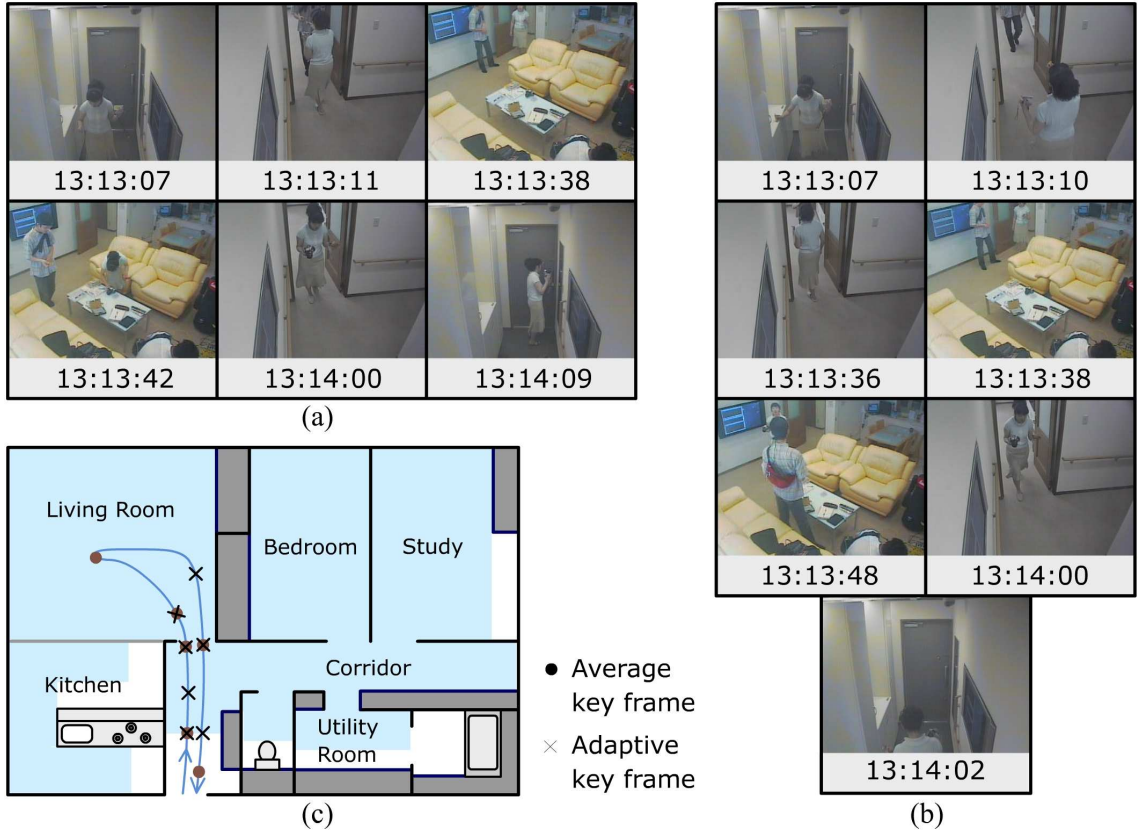 13:13:07
13:13:11
13:13:38
13:13:42
13:14:00
13:14:09
(a)
13:13:07
13:13:10
13:13:36
13:13:38
13:13:48
13:14:00
13:14:02
(b)
Living Room
Bedroom
Study
Kitchen
Corridor
Utility
Room
Average
key frame
Adaptive
key frame
(c)